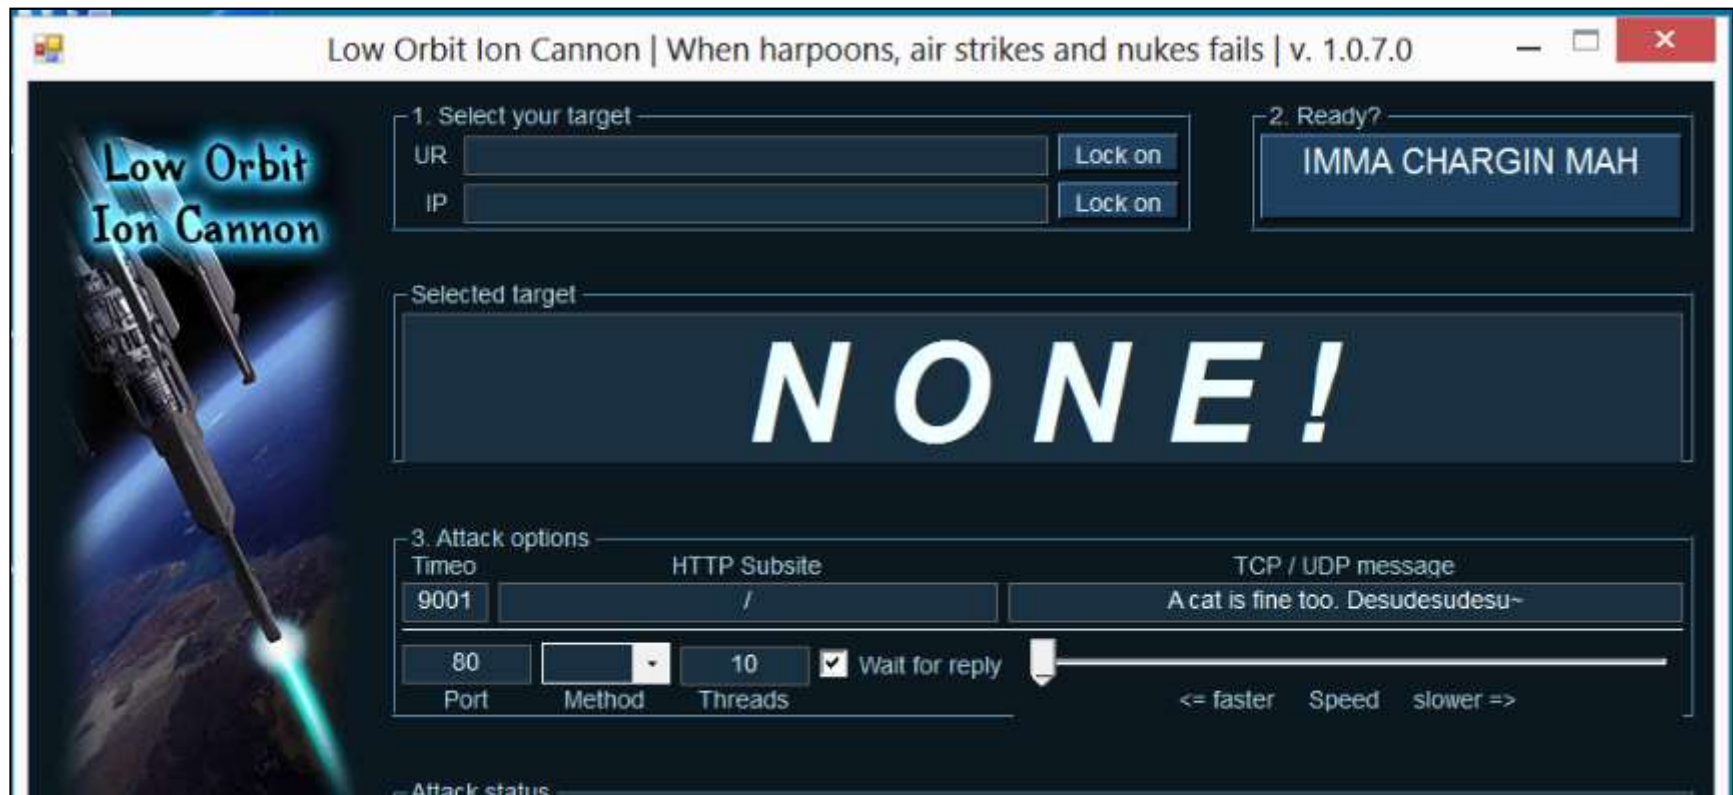 Low Orbit Ion Cannon | When harpoons, air strikes and nukes fails | v. 1.0.7.0
Low Orbit
Ion Cannon
1. Select your target
UR
Lock on
IP
Lock on
2. Ready?
IMMA CHARGIN MAH
Selected target
N O N E !
3. Attack options
Timeo HTTP Subsite TCP / UDP message
9001 / A cat is fine too. Desudesudesu~
80 10 Wait for reply
Port Method Threads <= faster Speed slower =>
Attack status